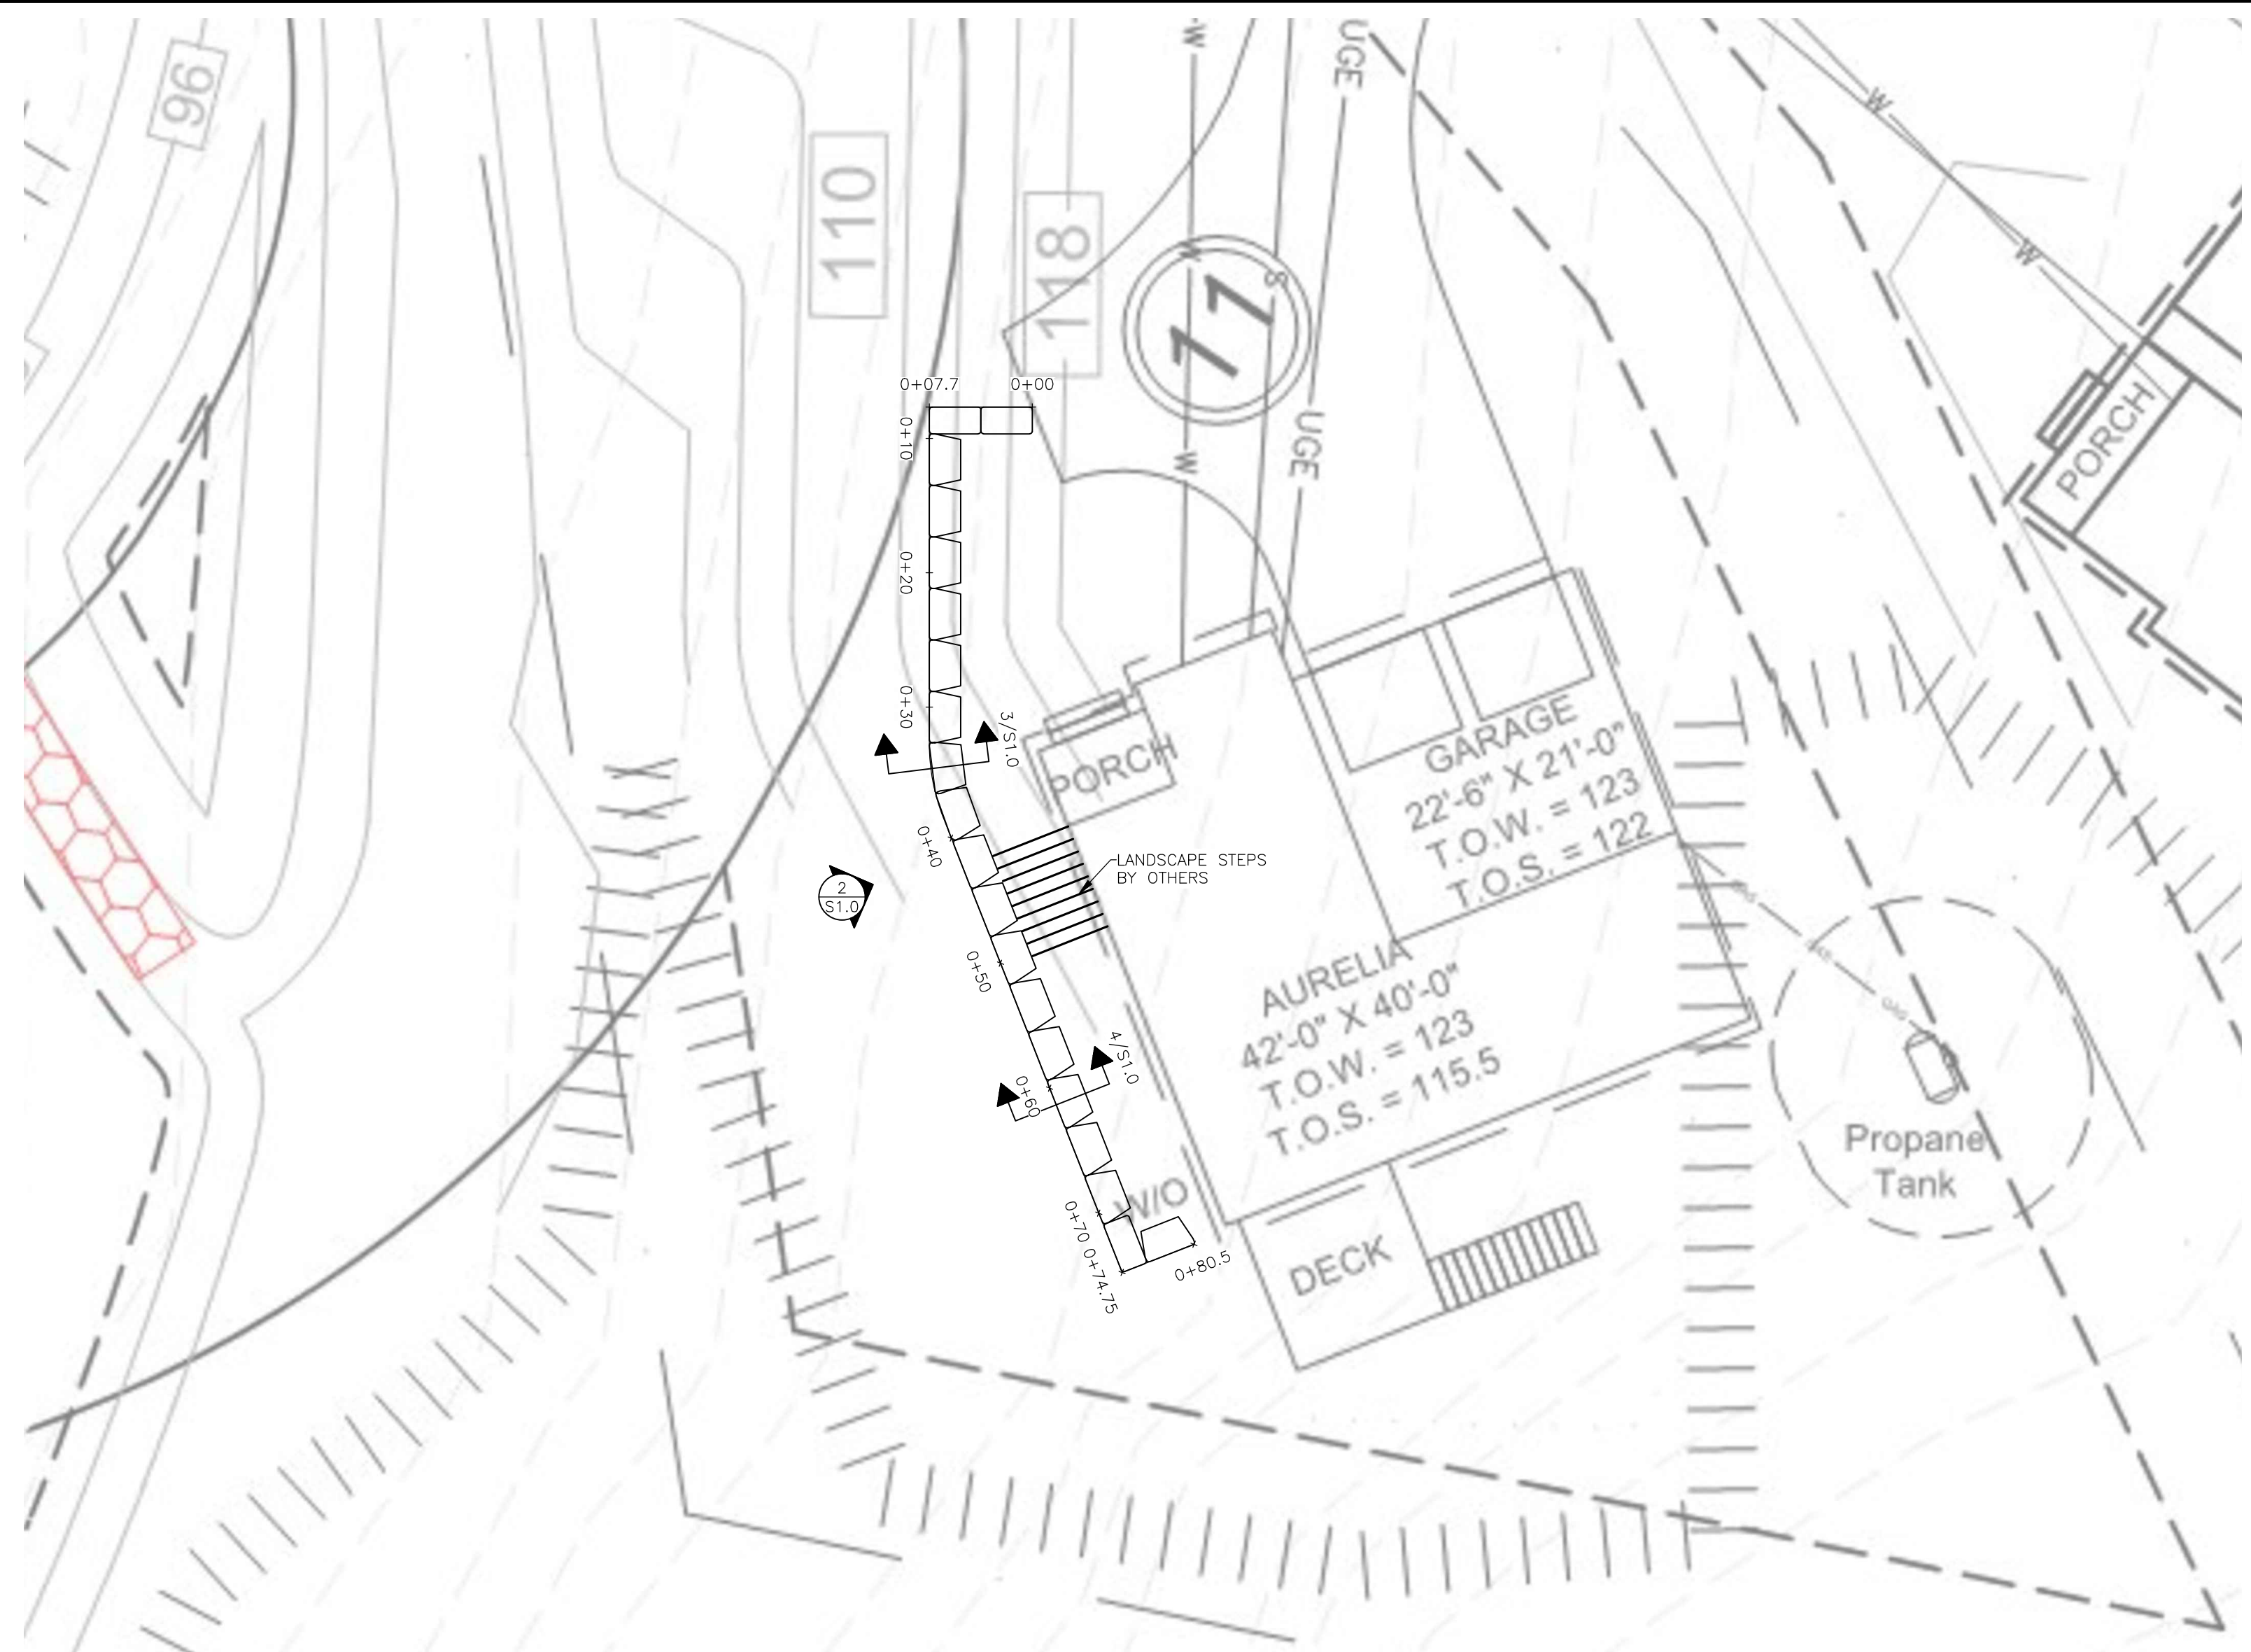 96
110
118
11
W
W
W
W
W
S
UGE
UGE
PORCH
0+07.7
0+00
0+10
0+20
0+30
0+40
0+50
0+60
0+70
0+74.75
0+80.5
3/S1.0
4/S1.0
2
S1.0
PORCH
LANDSCAPE STEPS
BY OTHERS
GARAGE
22'-6" X 21'-0"
T.O.W. = 123
T.O.S. = 122
AURELIA
42'-0" X 40'-0"
T.O.W. = 123
T.O.S. = 115.5
W/O
DECK
GAS
Propane
Tank